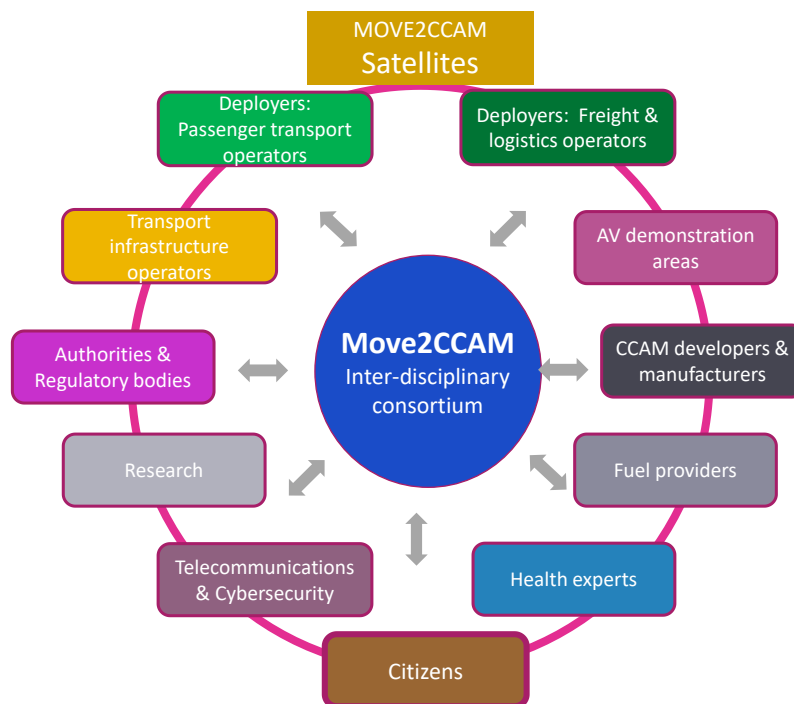 MOVE2CCAM
Satellites
Deployers:
Passenger transport
operators
Deployers: Freight &
logistics operators
Transport
infrastructure
operators
AV demonstration
areas
Move2CCAM
Inter-disciplinary
consortium
Authorities &
Regulatory bodies
CCAM developers &
manufacturers
Research
Fuel providers
Telecommunications
& Cybersecurity
Health experts
Citizens